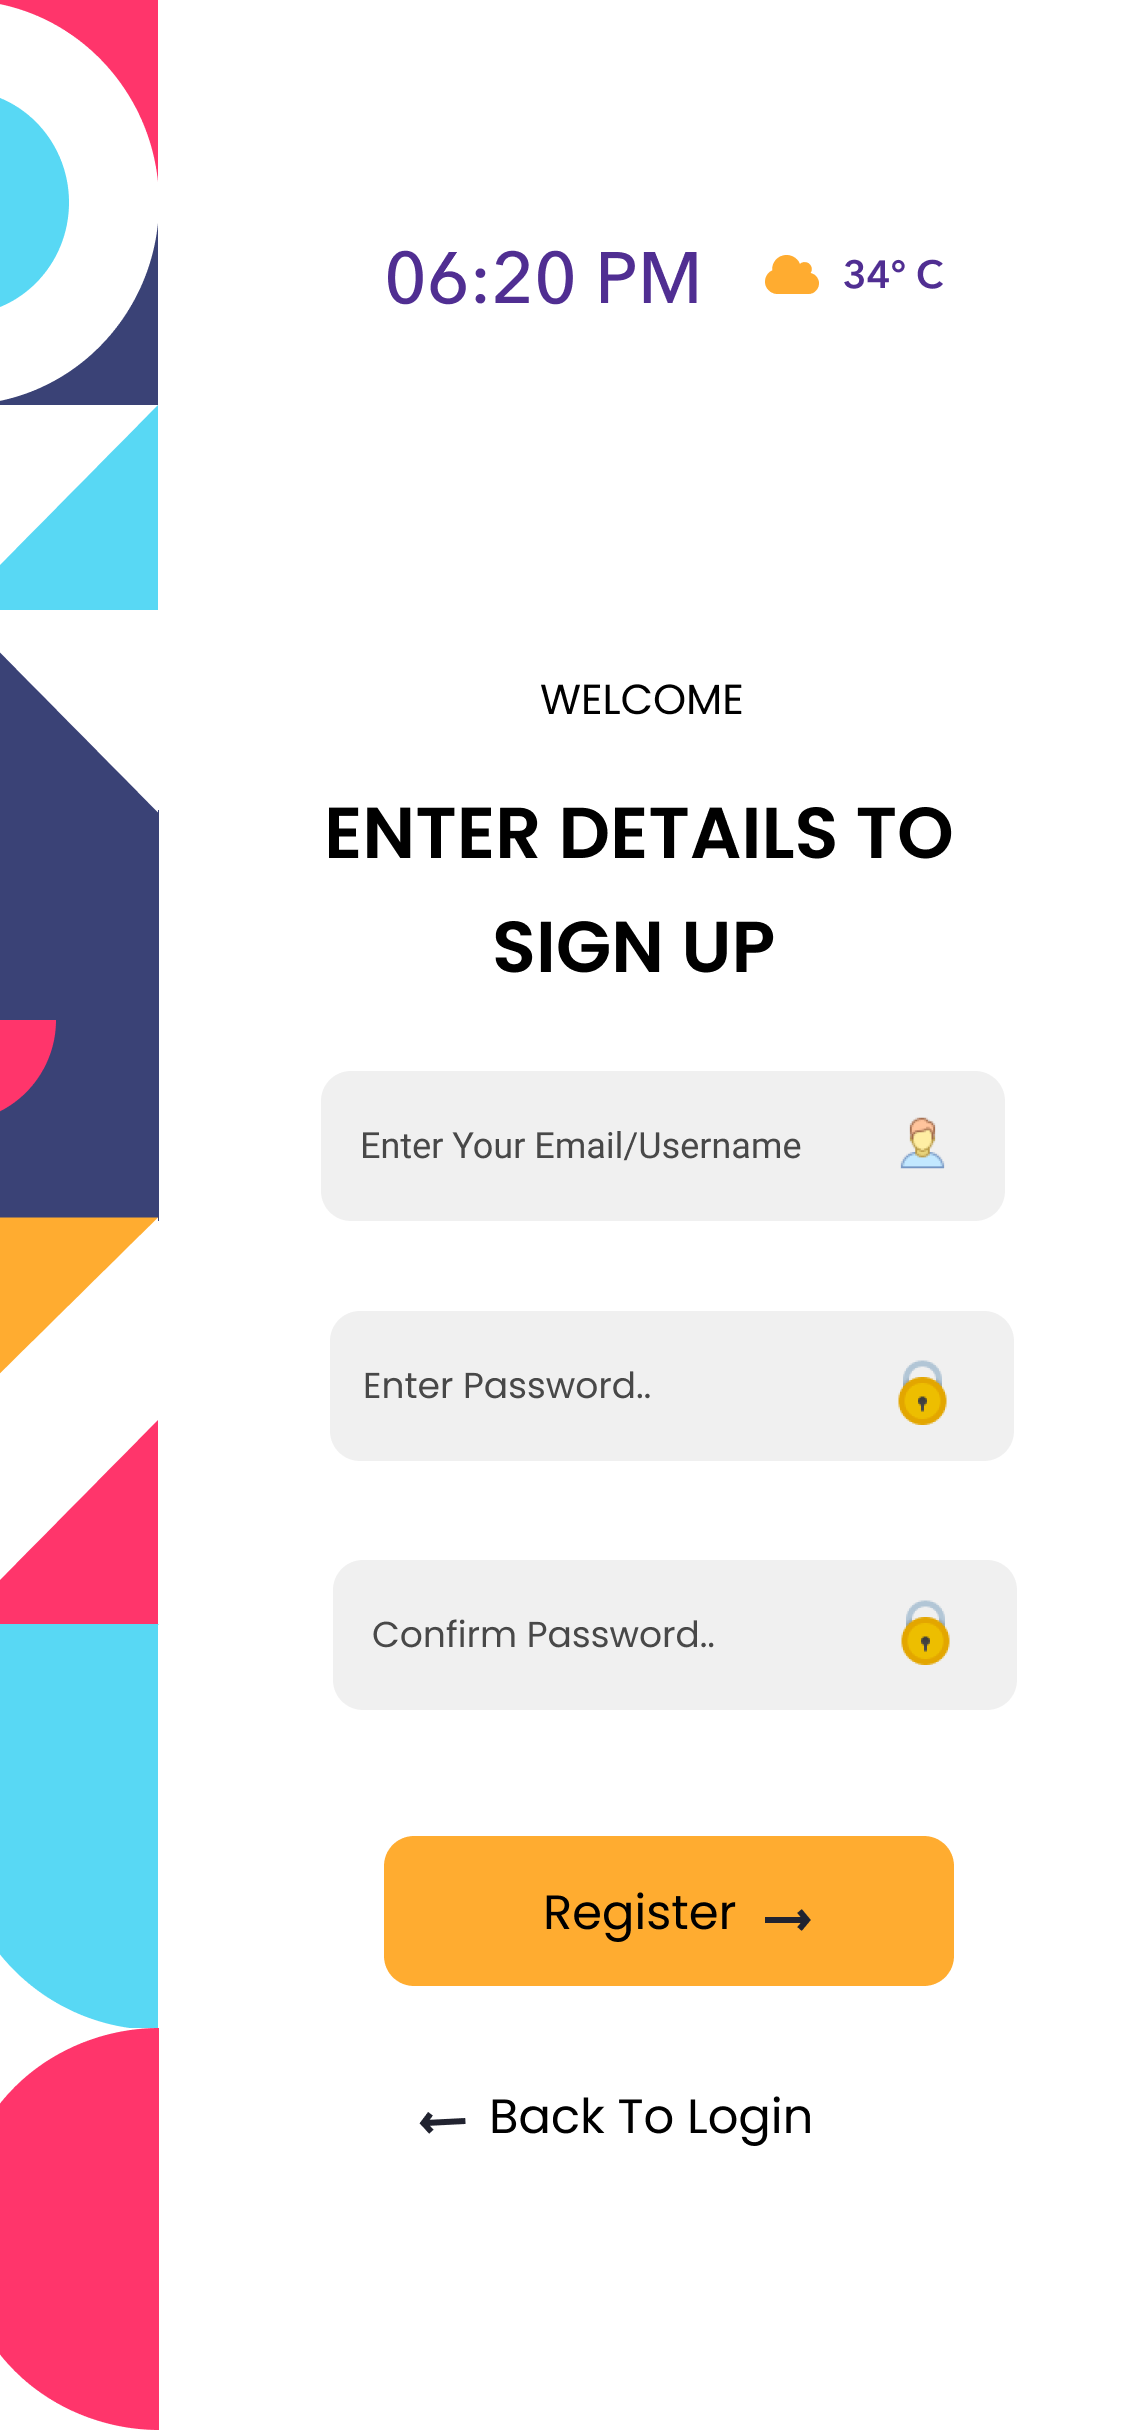 06:20 PM 34° C
WELCOME
ENTER DETAILS TO
SIGN UP
Enter Your Email/Username
Enter Password..
Confirm Password..
Register →
← Back To Login